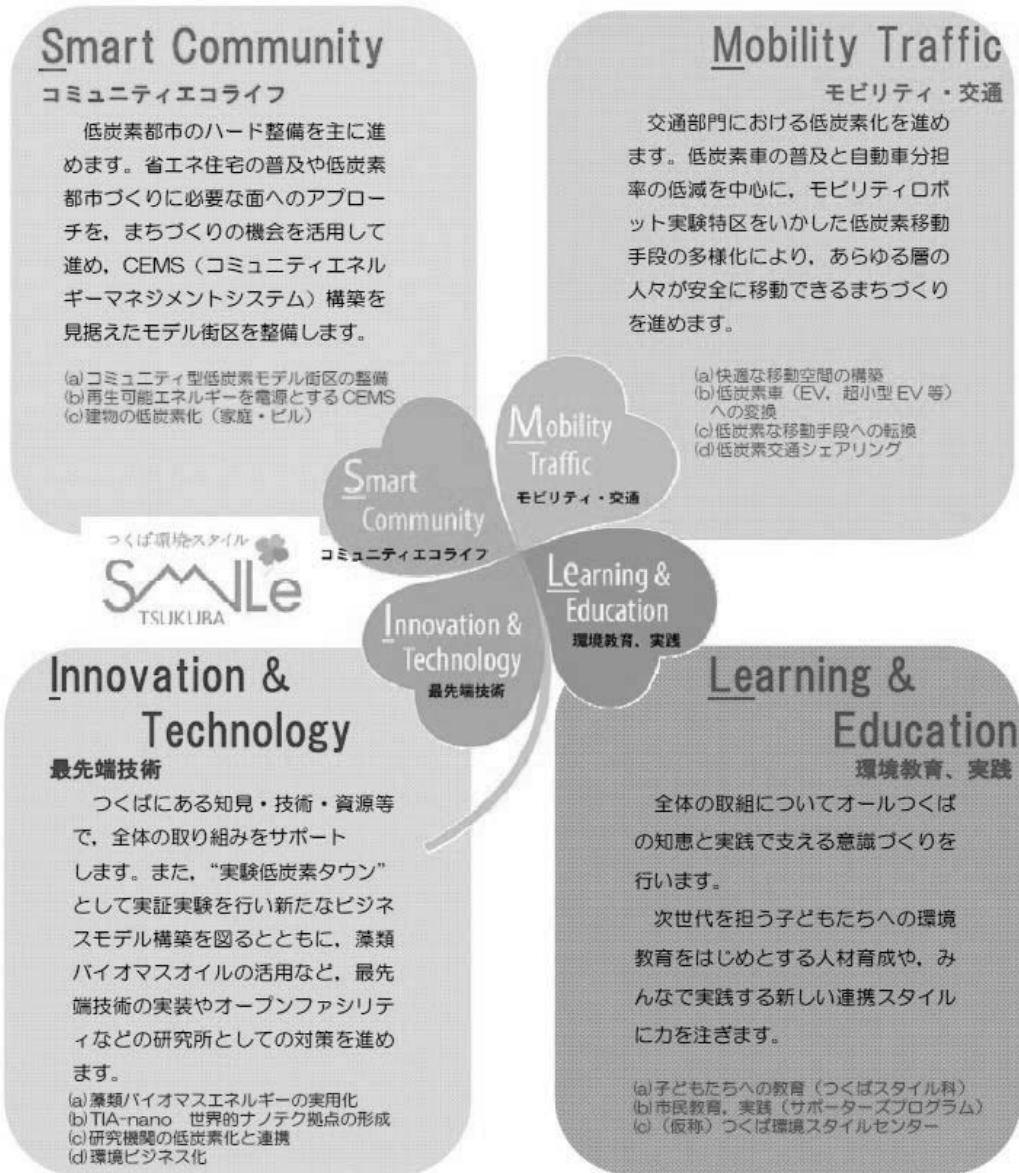 Smart Community
コミュニティエコライフ
低炭素都市のハード整備を主に進
めます。省エネ住宅の普及や低炭素
都市づくりに必要な面へのアプロー
チを，まちづくりの機会を活用して
進め，CEMS（コミュニティエネル
ギーマネジメントシステム）構築を
見据えたモデル街区を整備します。
(a)コミュニティ型低炭素モデル街区の整備
(b)再生可能エネルギーを電源とする CEMS
(c)建物の低炭素化（家庭・ビル）
Mobility Traffic
モビリティ・交通
交通部門における低炭素化を進め
ます。低炭素車の普及と自動車分担
率の低減を中心に，モビリティロボ
ット実験特区をいかした低炭素移動
手段の多様化により，あらゆる層の
人々が安全に移動できるまちづくり
を進めます。
(a)快適な移動空間の構築
(b)低炭素車（EV，超小型 EV 等）
への変換
(c)低炭素な移動手段への転換
(d)低炭素交通シェアリング
Mobility
Traffic
モビリティ・交通
Smart
Community
コミュニティエコライフ
Learning &
Education
環境教育、実践
Innovation &
Technology
最先端技術
つくば環境スタイル
SMILe
TSUKUBA
Innovation &
Technology
最先端技術
つくばにある知見・技術・資源等
で，全体の取り組みをサポート
します。また，“実験低炭素タウン”
として実証実験を行い新たなビジネ
スモデル構築を図るとともに，藻類
バイオマスオイルの活用など，最先
端技術の実装やオープンファシリテ
ィなどの研究所としての対策を進め
ます。
(a)藻類バイオマスエネルギーの実用化
(b)TIA-nano　世界的ナノテク拠点の形成
(c)研究機関の低炭素化と連携
(d)環境ビジネス化
Learning &
Education
環境教育、実践
全体の取組についてオールつくば
の知恵と実践で支える意識づくりを
行います。
次世代を担う子どもたちへの環境
教育をはじめとする人材育成や，み
んなで実践する新しい連携スタイル
に力を注ぎます。
(a)子どもたちへの教育（つくばスタイル科）
(b)市民教育，実践（サポーターズプログラム）
(c)（仮称）つくば環境スタイルセンター